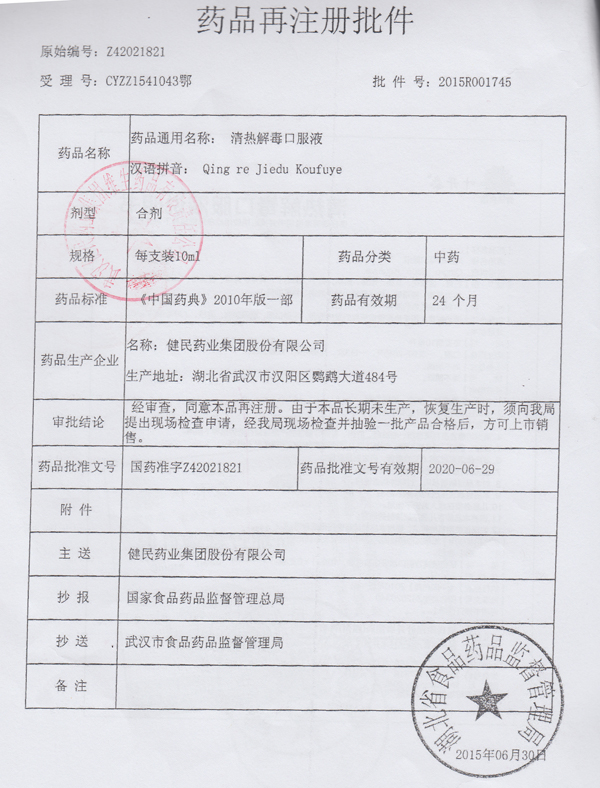 药品再注册批件
原始编号: Z42021821
受 理 号: CYZZ1541043鄂 批 件 号: 2015R001745
药品名称 药品通用名称: 清热解毒口服液
汉语拼音: Qing re Jiedu Koufuye
剂型 合剂
规格 每支装10ml 药品分类 中药
药品标准 《中国药典》2010年版一部 药品有效期 24 个月
药品生产企业 名称: 健民药业集团股份有限公司
生产地址: 湖北省武汉市汉阳区鹦鹉大道484号
审批结论 经审查, 同意本品再注册。由于本品长期未生产, 恢复生产时, 须向我局
提出现场检查申请, 经我局现场检查并抽验一批产品合格后, 方可上市销
售。
药品批准文号 国药准字Z42021821 药品批准文号有效期 2020-06-29
附 件
主 送 健民药业集团股份有限公司
抄 报 国家食品药品监督管理总局
抄 送 武汉市食品药品监督管理局
备 注
湖北省食品药品监督管理局
2015年06月30日